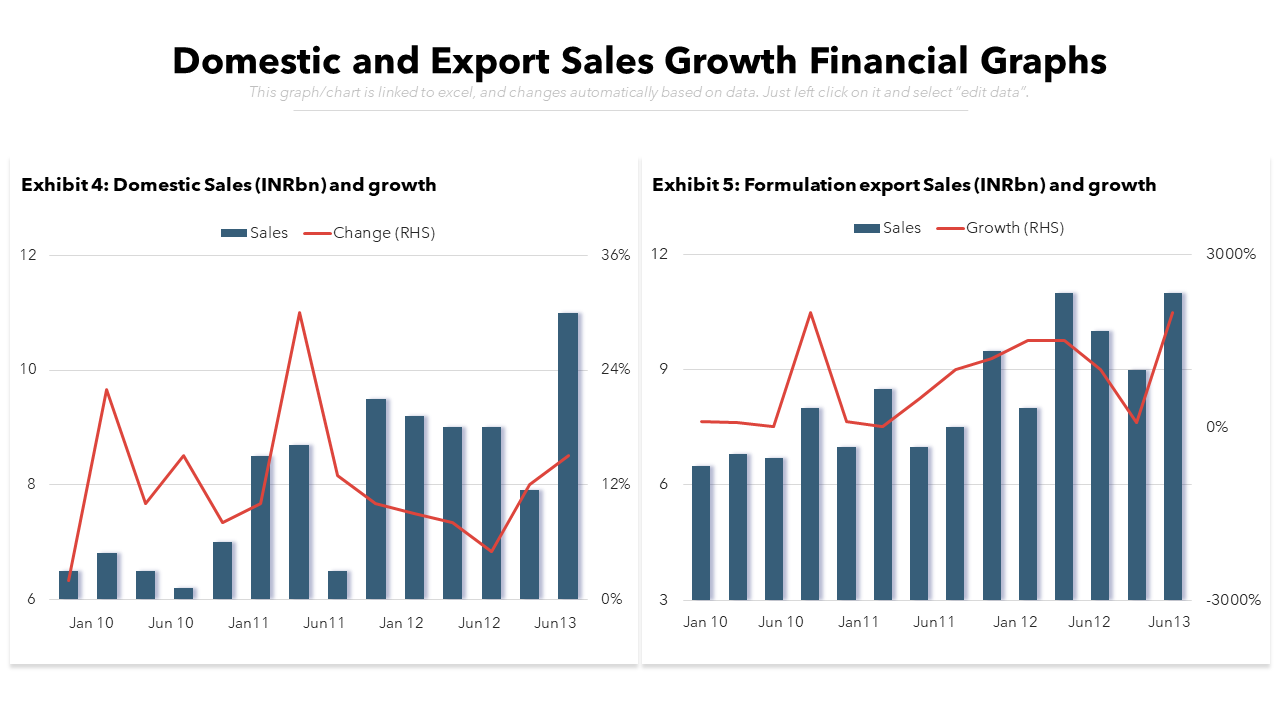 Domestic and Export Sales Growth Financial Graphs
This graph/chart is linked to excel, and changes automatically based on data. Just left click on it and select “edit data”.
Exhibit 4: Domestic Sales (INRbn) and growth
Sales Change (RHS)
12 36%
10 24%
8 12%
6 0%
Jan 10 Jun 10 Jan11 Jun11 Jan 12 Jun12 Jun13
Exhibit 5: Formulation export Sales (INRbn) and growth
Sales Growth (RHS)
12 3000%
9
0%
6
3 -3000%
Jan 10 Jun 10 Jan11 Jun11 Jan 12 Jun12 Jun13